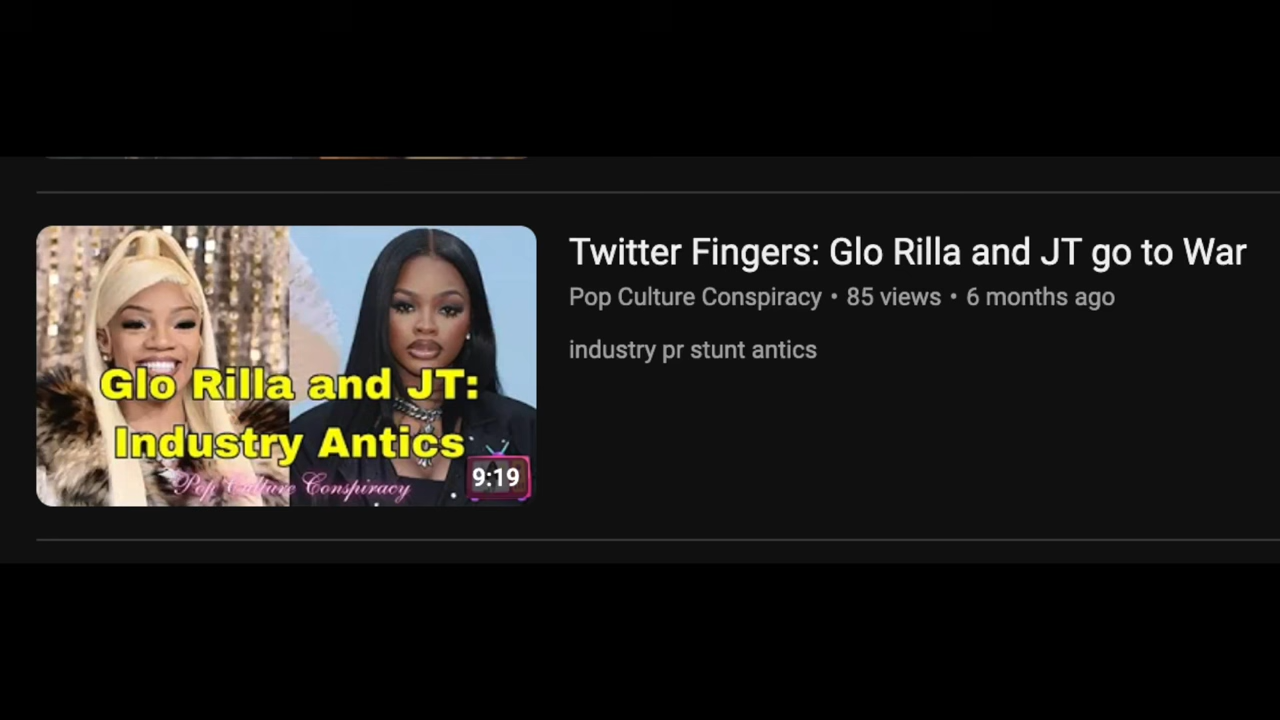 Glo Rilla and JT:
Industry Antics
Pop Culture Conspiracy
9:19
Twitter Fingers: Glo Rilla and JT go to War
Pop Culture Conspiracy • 85 views • 6 months ago
industry pr stunt antics